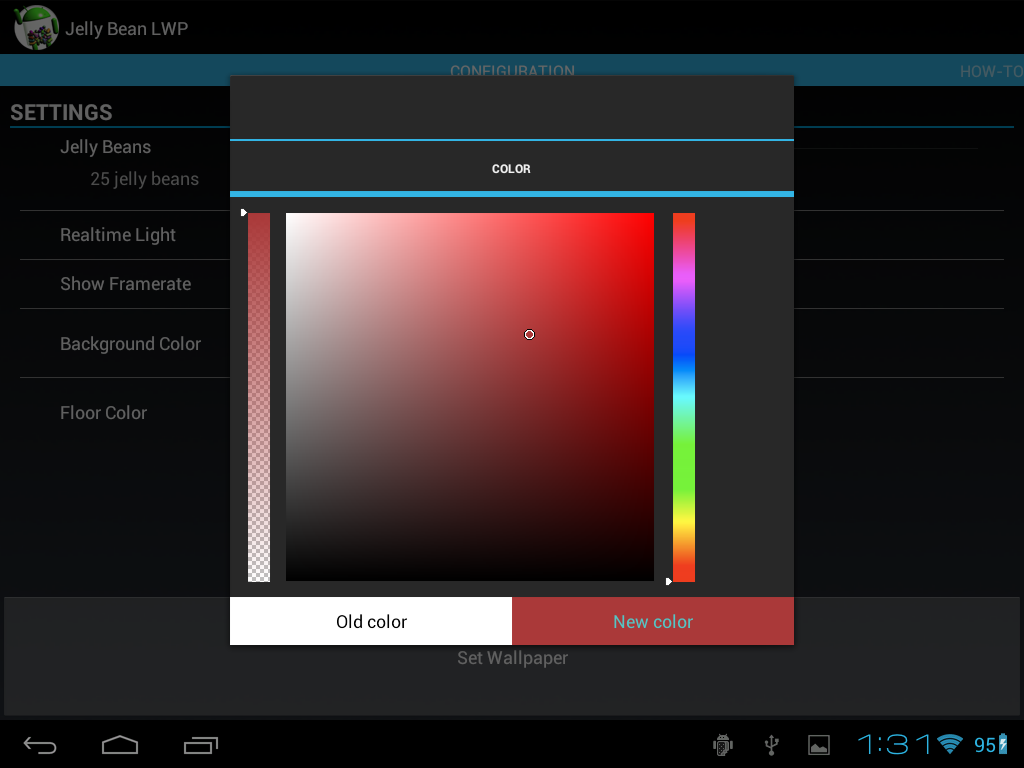 Jelly Bean LWP
CONFIGURATION
HOW-TO
SETTINGS
Jelly Beans
25 jelly beans
COLOR
Realtime Light
Show Framerate
Background Color
Floor Color
Old color
New color
Set Wallpaper
1:31
95